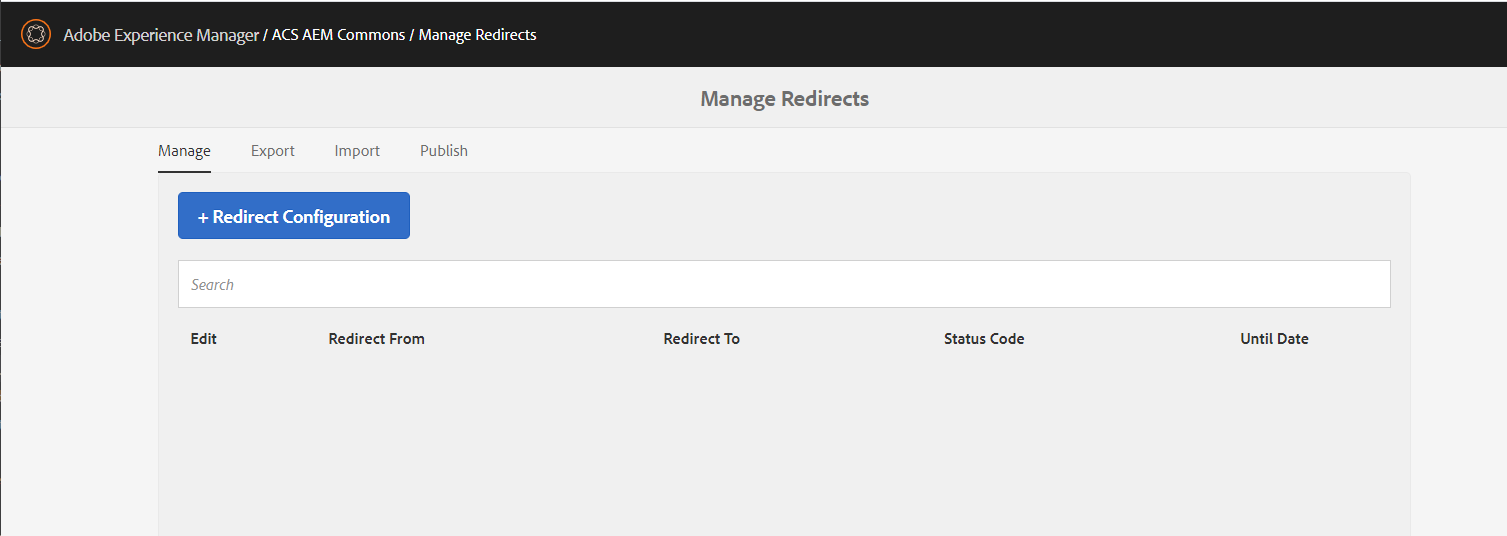 Adobe Experience Manager / ACS AEM Commons / Manage Redirects
Manage Redirects
Manage Export Import Publish
+ Redirect Configuration
Search
Edit Redirect From Redirect To Status Code Until Date